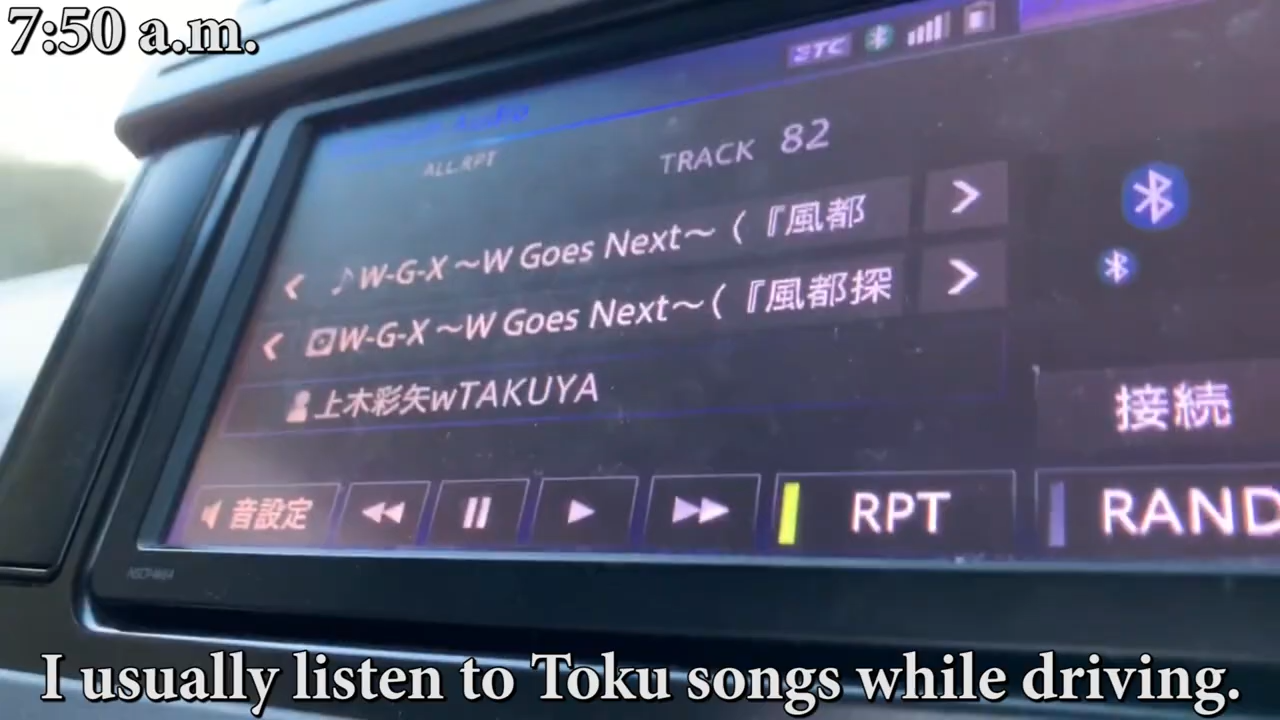 7:50 a.m.
ETC
Audio
ALL.RPT
TRACK 82
♪W-G-X ～W Goes Next～ (『風都
W-G-X ～W Goes Next～(『風都探
上木彩矢wTAKUYA
接続
音設定
RPT
RAND
I usually listen to Toku songs while driving.